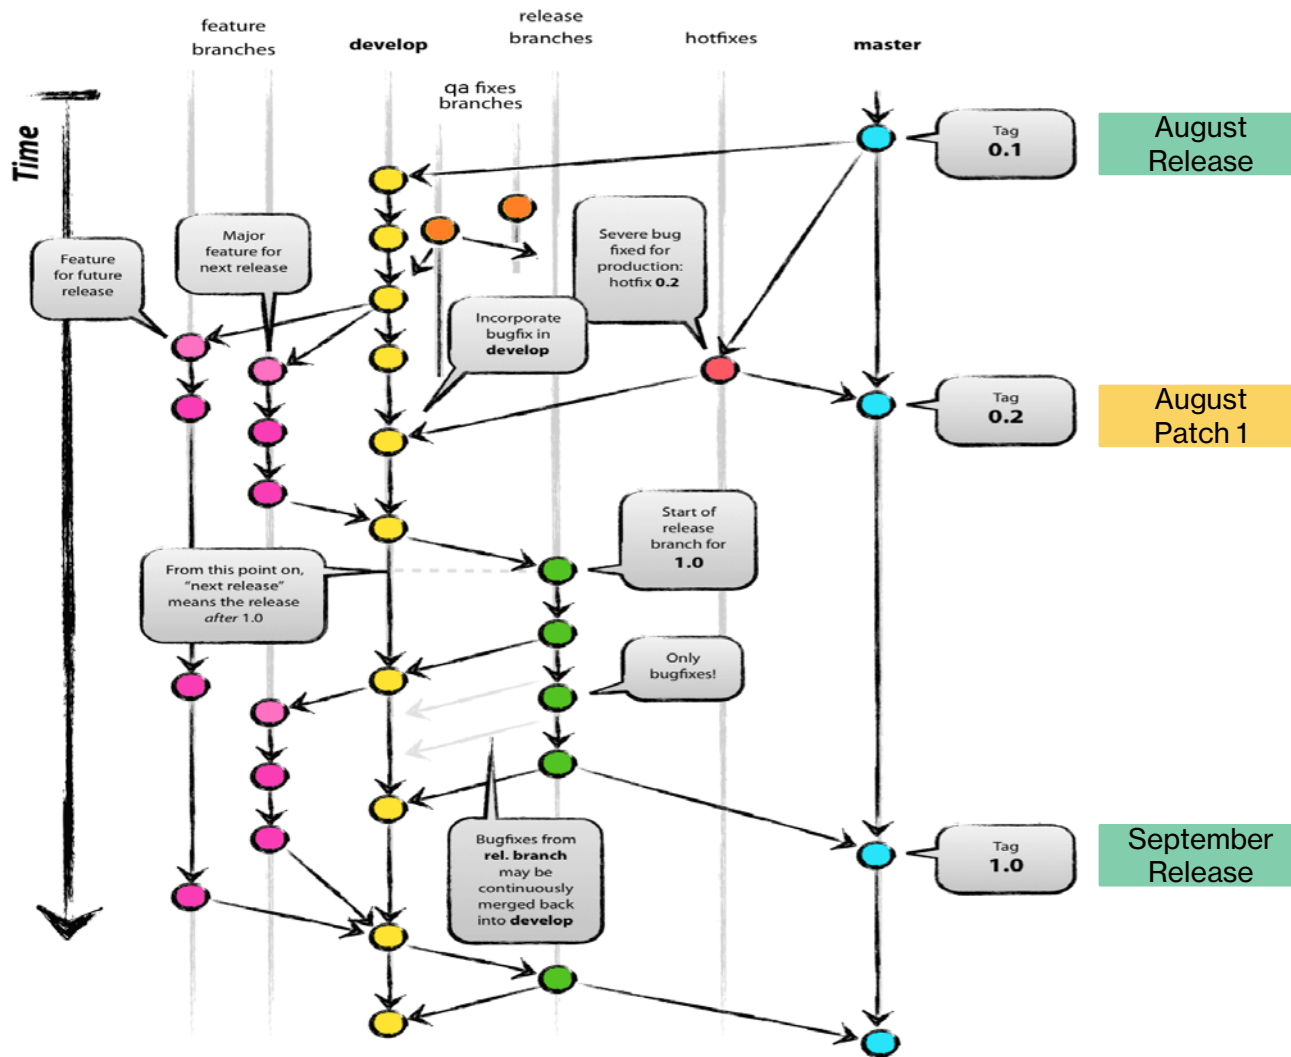 feature
branches
develop
release
branches
hotfixes
master
qa fixes
branches
Time
Tag
0.1
August
Release
Major
feature for
next release
Feature
for future
release
Severe bug
fixed for
production:
hotfix 0.2
Incorporate
bugfix in
develop
Tag
0.2
August
Patch 1
Start of
release
branch for
1.0
From this point on,
“next release”
means the release
after 1.0
Only
bugfixes!
Bugfixes from
rel. branch
may be
continuously
merged back
into develop
Tag
1.0
September
Release